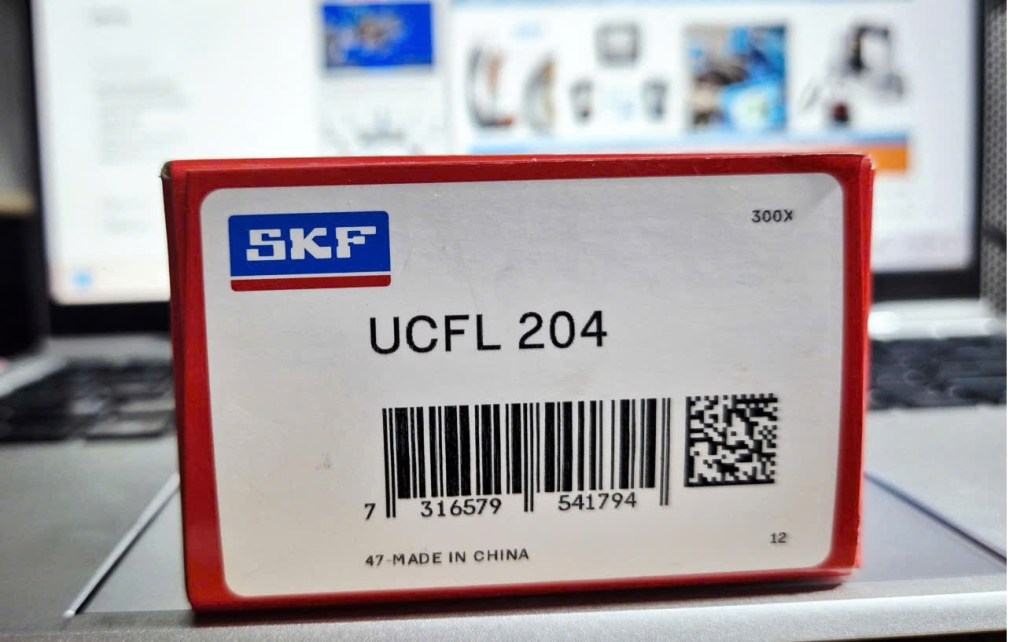 SKF
300X
UCFL 204
7 316579 541794
47-MADE IN CHINA
12